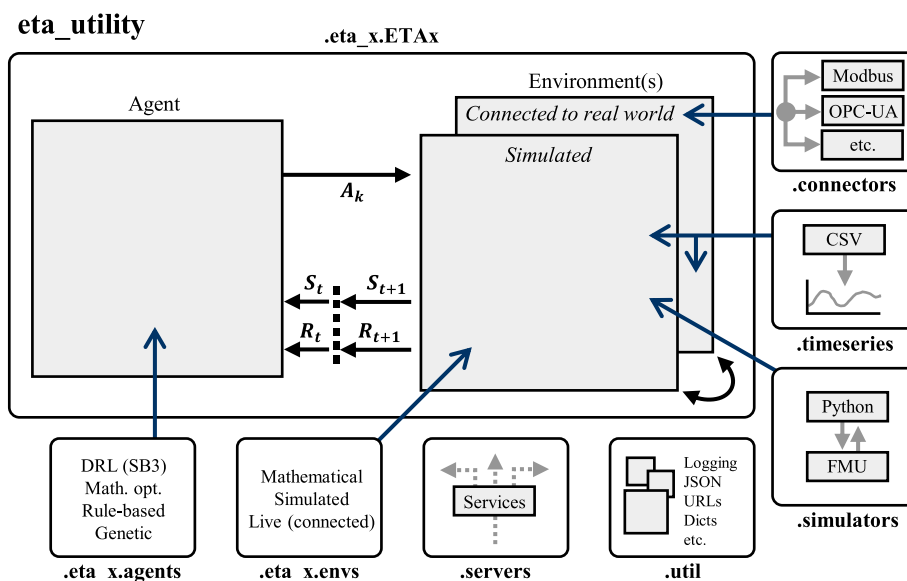 eta_utility
.eta_x.ETAx
Environment(s)
Agent
Connected to real world
Simulated
A_k
S_t
S_{t+1}
R_t
R_{t+1}
Modbus
OPC-UA
etc.
.connectors
CSV
.timeseries
Python
FMU
.simulators
DRL (SB3)
Math. opt.
Rule-based
Genetic
.eta_x.agents
Mathematical
Simulated
Live (connected)
.eta_x.envs
Services
.servers
Logging
JSON
URLs
Dicts
etc.
.util